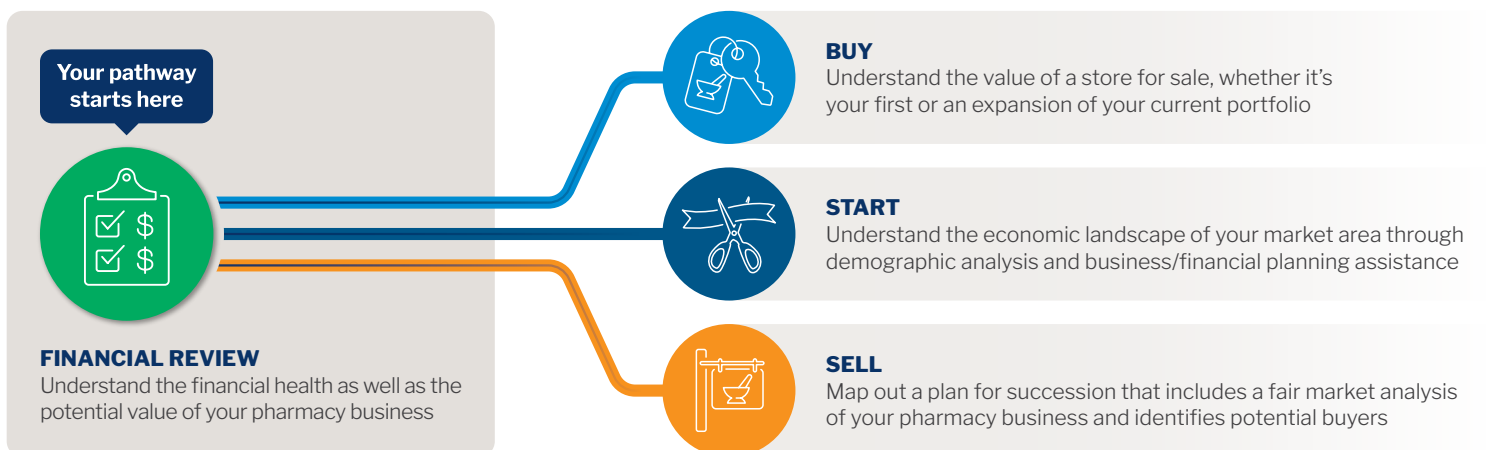 Your pathway
starts here
FINANCIAL REVIEW
Understand the financial health as well as the
potential value of your pharmacy business
BUY
Understand the value of a store for sale, whether it’s
your first or an expansion of your current portfolio
START
Understand the economic landscape of your market area through
demographic analysis and business/financial planning assistance
SELL
Map out a plan for succession that includes a fair market analysis
of your pharmacy business and identifies potential buyers